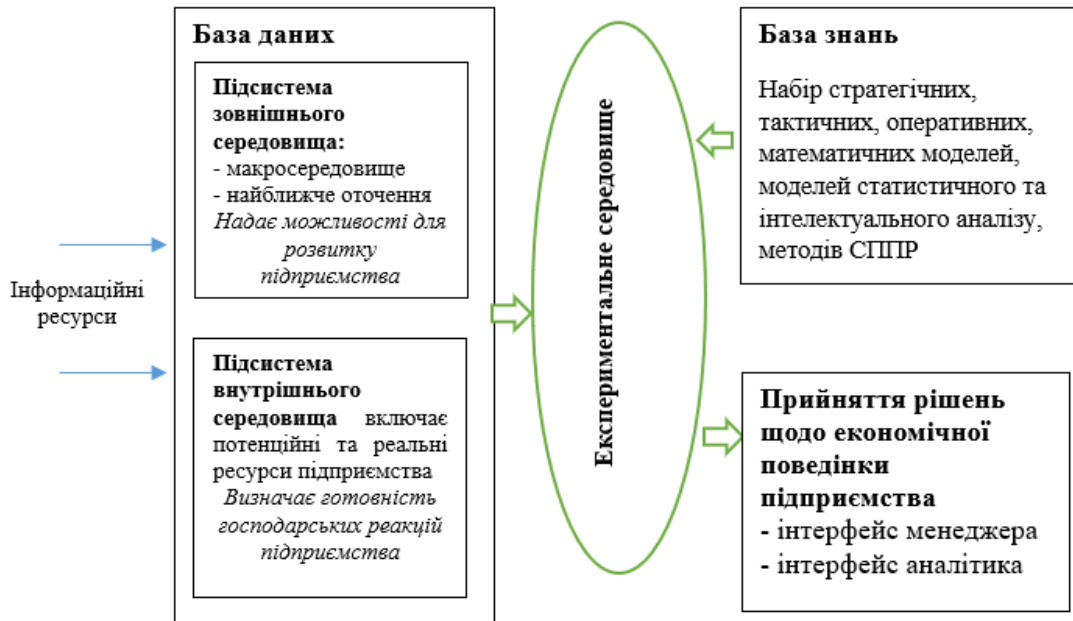 Інформаційні
ресурси
База даних
Підсистема
зовнішнього
середовища:
- макросередовище
- найближче оточення
Надає можливості для
розвитку
підприємства
Підсистема
внутрішнього
середовища включає
потенційні та реальні
ресурси підприємства
Визначає готовність
господарських реакцій
підприємства
Експериментальне середовище
База знань
Набір стратегічних,
тактичних, оперативних,
математичних моделей,
моделей статистичного та
інтелектуального аналізу,
методів СППР
Прийняття рішень
щодо економічної
поведінки
підприємства
- інтерфейс менеджера
- інтерфейс аналітика